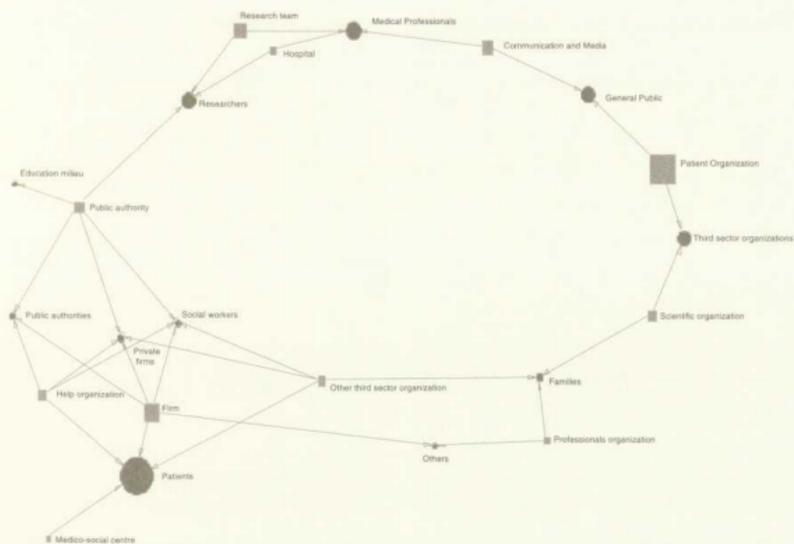 Research team
Medical Professionals
Communication and Media
Hospital
General Public
Researchers
Patient Organization
Education milieu
Public authority
Third sector organizations
Public authorities
Social workers
Scientific organization
Private
firms
Other third sector organization
Families
Help organization
Firm
Professionals organization
Others
Patients
Medico-social centre